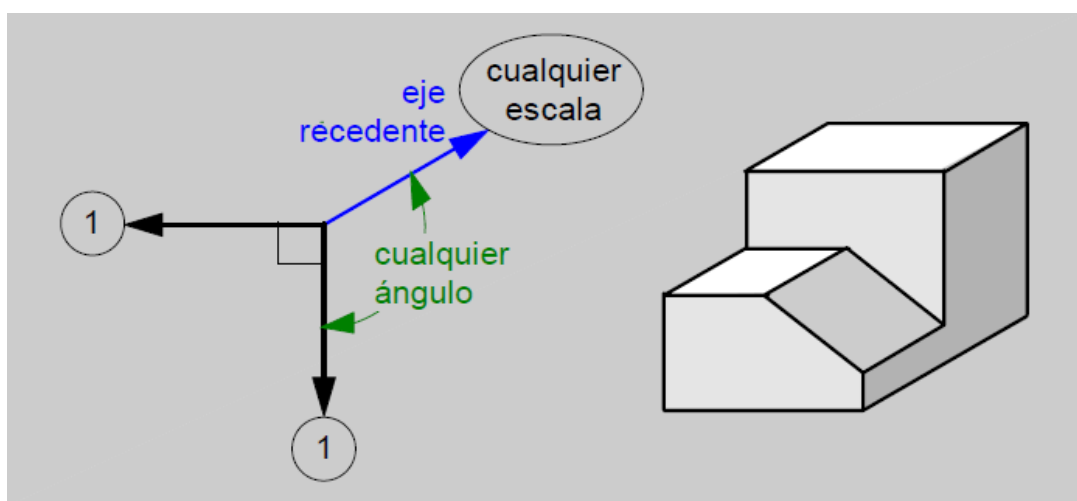 cualquier
escala
eje
recedente
1
cualquier
ángulo
1